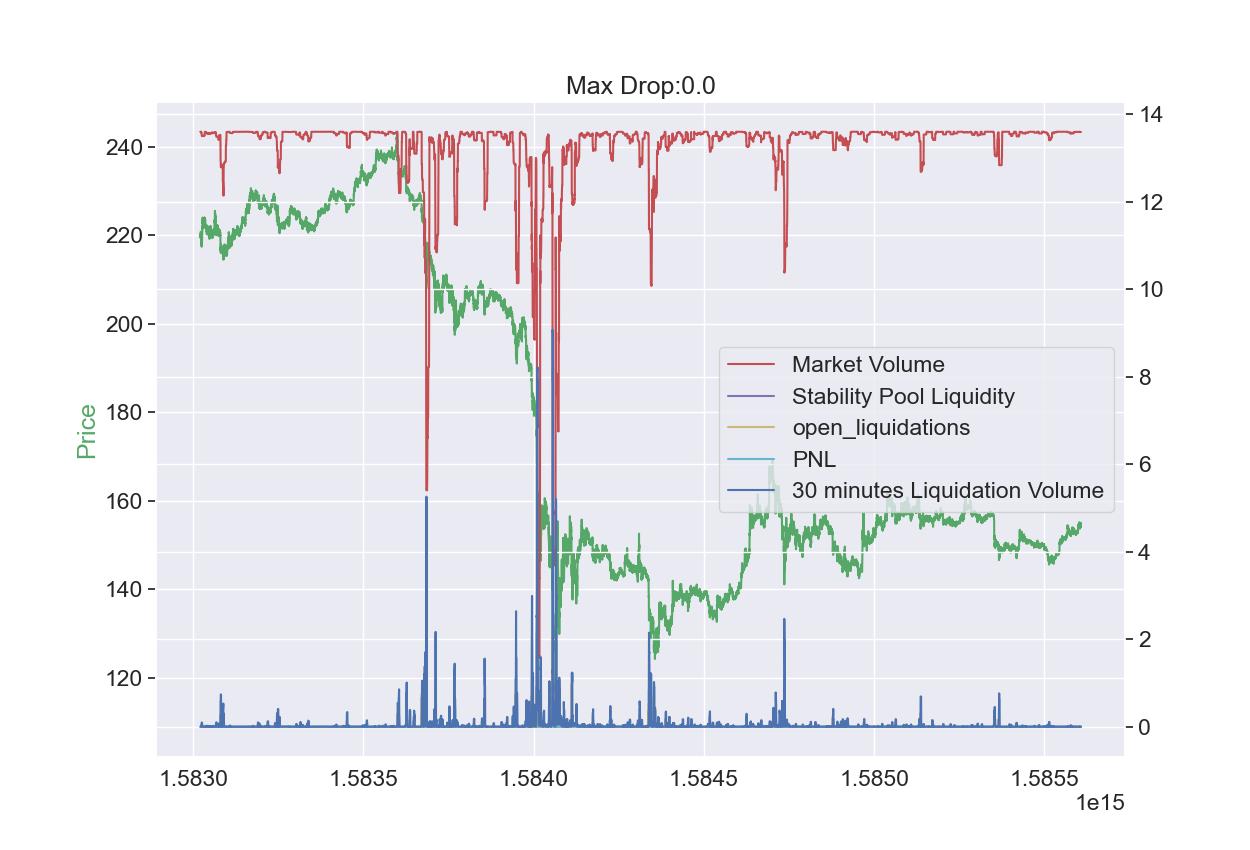 Max Drop:0.0
240
220
200
180
160
140
120
Price
14
12
10
8
6
4
2
0
Market Volume
Stability Pool Liquidity
open_liquidations
PNL
30 minutes Liquidation Volume
1.5830 1.5835 1.5840 1.5845 1.5850 1.5855
1e15